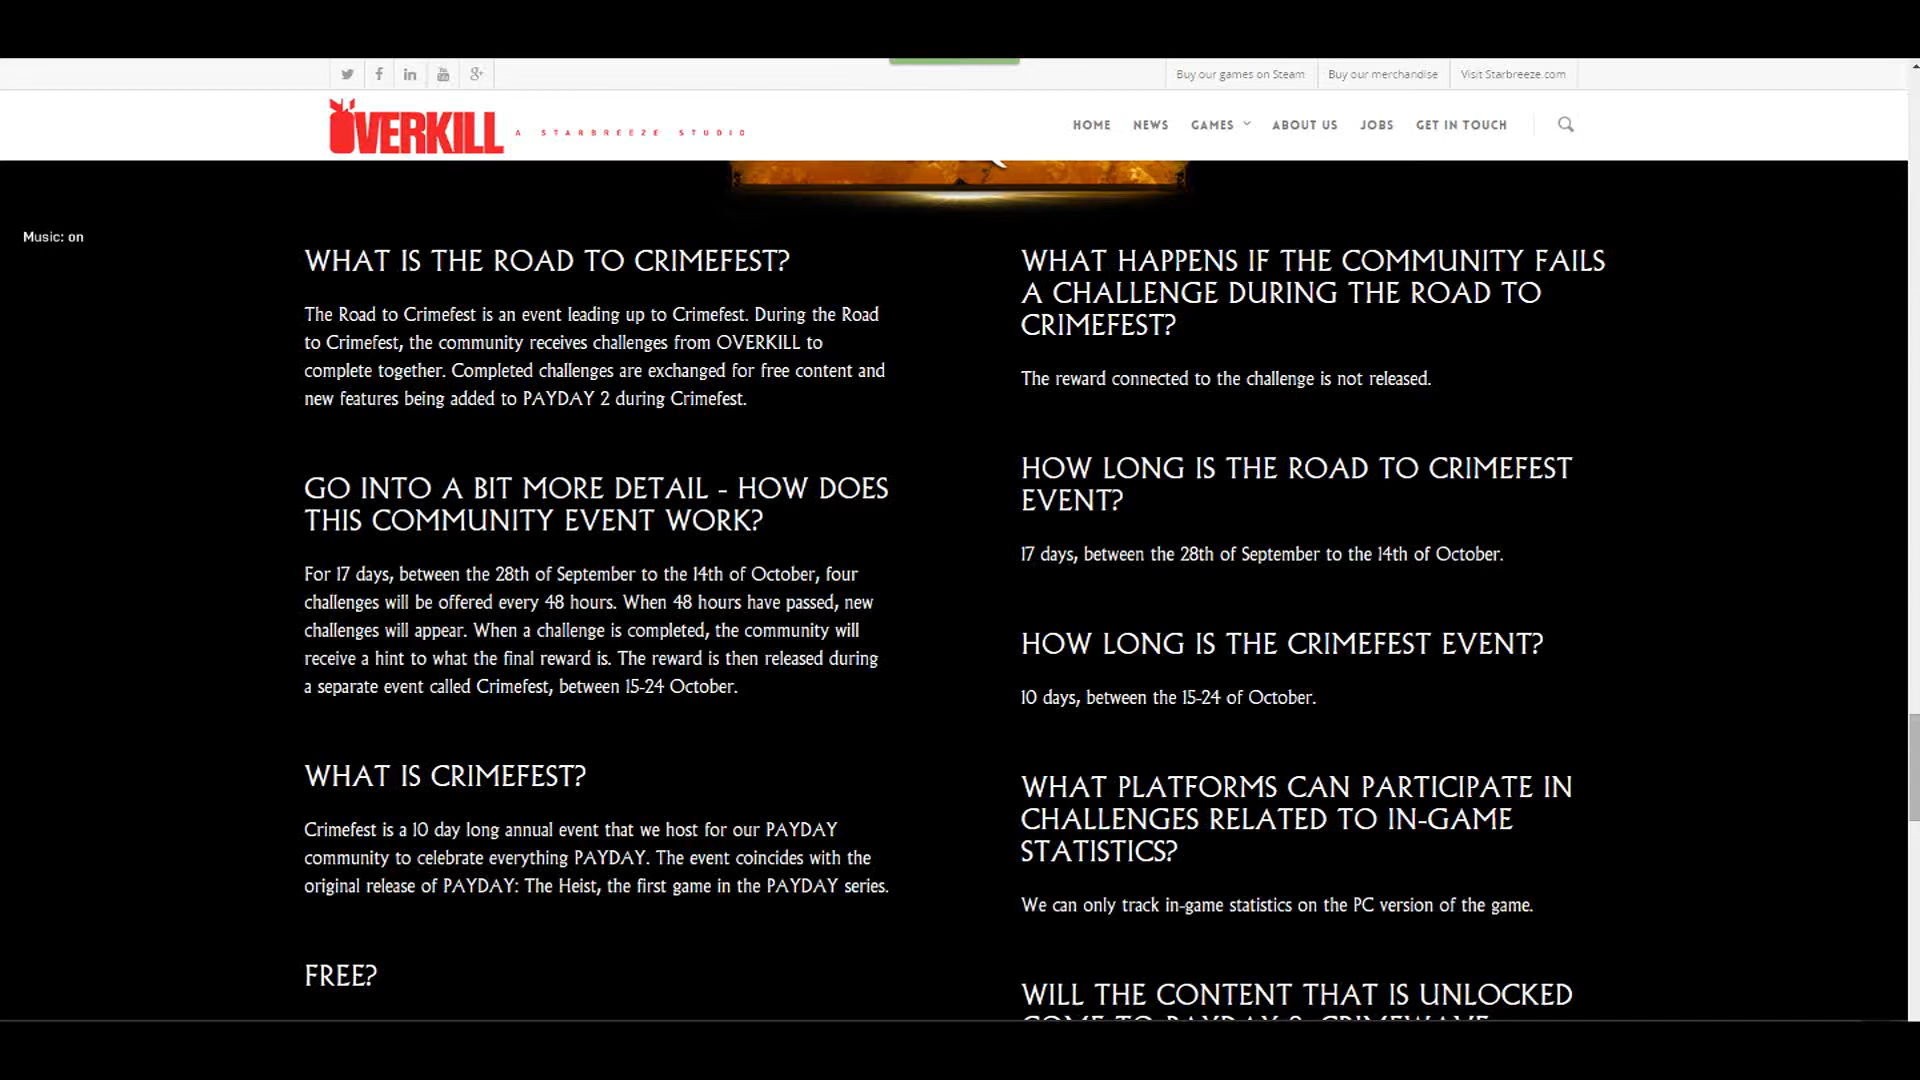 Buy our games on Steam
Buy our merchandise
Visit Starbreeze.com
OVERKILL A STARBREEZE STUDIO
HOME
NEWS
GAMES
ABOUT US
JOBS
GET IN TOUCH
Music: on
WHAT IS THE ROAD TO CRIMEFEST?
The Road to Crimefest is an event leading up to Crimefest. During the Road
to Crimefest, the community receives challenges from OVERKILL to
complete together. Completed challenges are exchanged for free content and
new features being added to PAYDAY 2 during Crimefest.
GO INTO A BIT MORE DETAIL - HOW DOES
THIS COMMUNITY EVENT WORK?
For 17 days, between the 28th of September to the 14th of October, four
challenges will be offered every 48 hours. When 48 hours have passed, new
challenges will appear. When a challenge is completed, the community will
receive a hint to what the final reward is. The reward is then released during
a separate event called Crimefest, between 15-24 October.
WHAT IS CRIMEFEST?
Crimefest is a 10 day long annual event that we host for our PAYDAY
community to celebrate everything PAYDAY. The event coincides with the
original release of PAYDAY: The Heist, the first game in the PAYDAY series.
FREE?
WHAT HAPPENS IF THE COMMUNITY FAILS
A CHALLENGE DURING THE ROAD TO
CRIMEFEST?
The reward connected to the challenge is not released.
HOW LONG IS THE ROAD TO CRIMEFEST
EVENT?
17 days, between the 28th of September to the 14th of October.
HOW LONG IS THE CRIMEFEST EVENT?
10 days, between the 15-24 of October.
WHAT PLATFORMS CAN PARTICIPATE IN
CHALLENGES RELATED TO IN-GAME
STATISTICS?
We can only track in-game statistics on the PC version of the game.
WILL THE CONTENT THAT IS UNLOCKED
COME TO PAYDAY 2: CRIMEWAVE